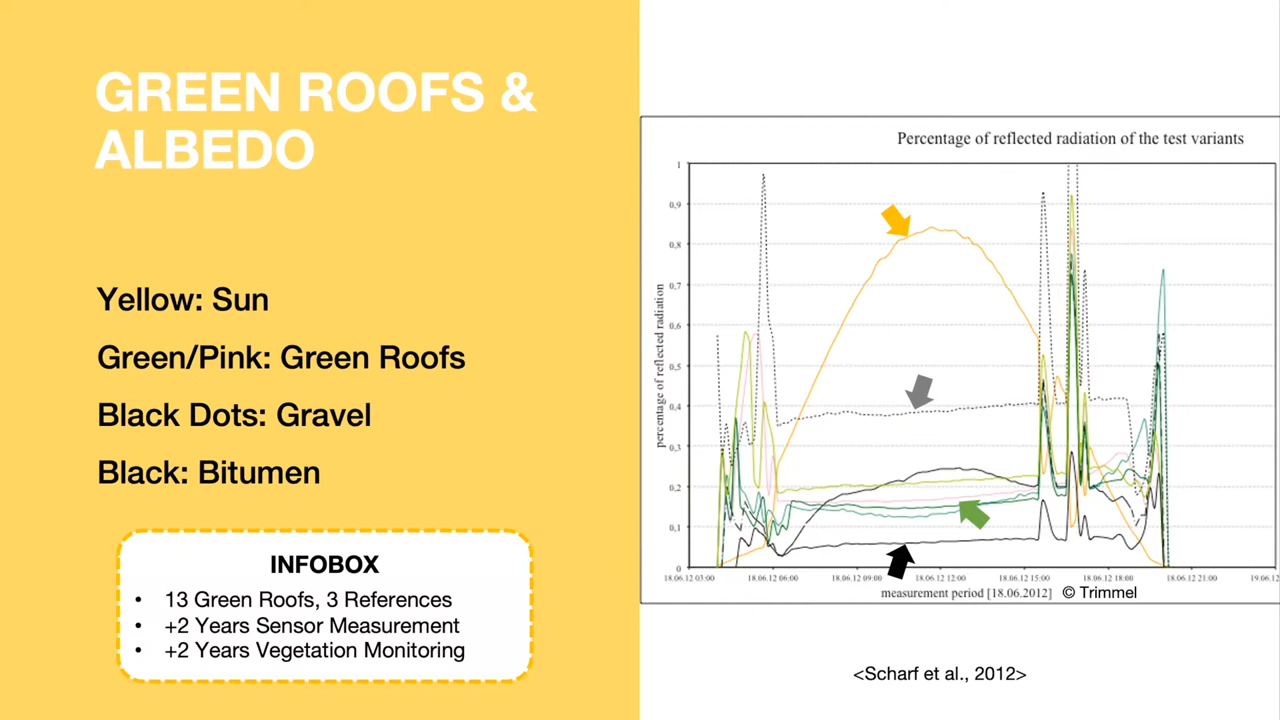 GREEN ROOFS &
ALBEDO
Yellow: Sun
Green/Pink: Green Roofs
Black Dots: Gravel
Black: Bitumen
INFOBOX
• 13 Green Roofs, 3 References
• +2 Years Sensor Measurement
• +2 Years Vegetation Monitoring
Percentage of reflected radiation of the test variants
percentage of reflected radiation
1
0,9
0,8
0,7
0,6
0,5
0,4
0,3
0,2
0,1
0
18.06.12 03:00 18.06.12 06:00 18.06.12 09:00 18.06.12 12:00 18.06.12 15:00 18.06.12 18:00 18.06.12 21:00 19.06.12
measurement period [18.06.2012] © Trimmel
<Scharf et al., 2012>